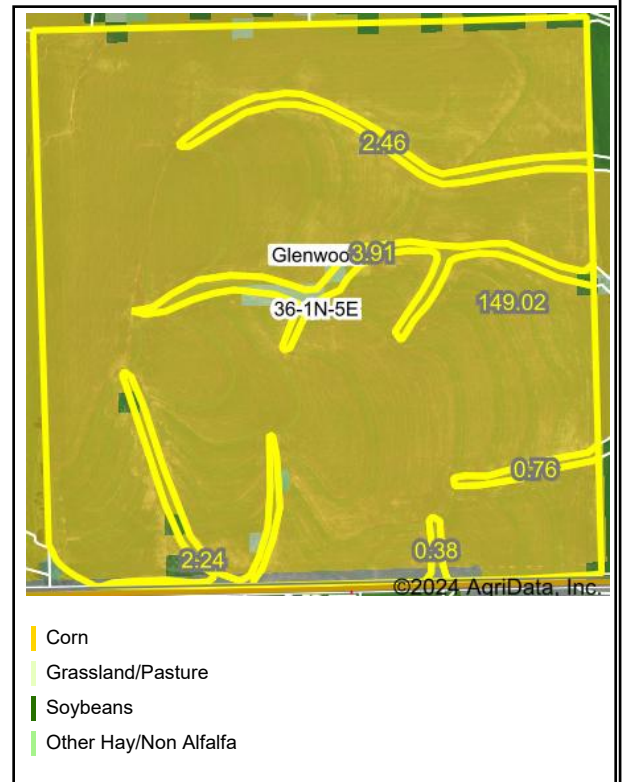 2.46
Glenwoo
3.91
36-1N-5E
149.02
0.76
2.24
0.38
©2024 AgriData, Inc.
Corn
Grassland/Pasture
Soybeans
Other Hay/Non Alfalfa